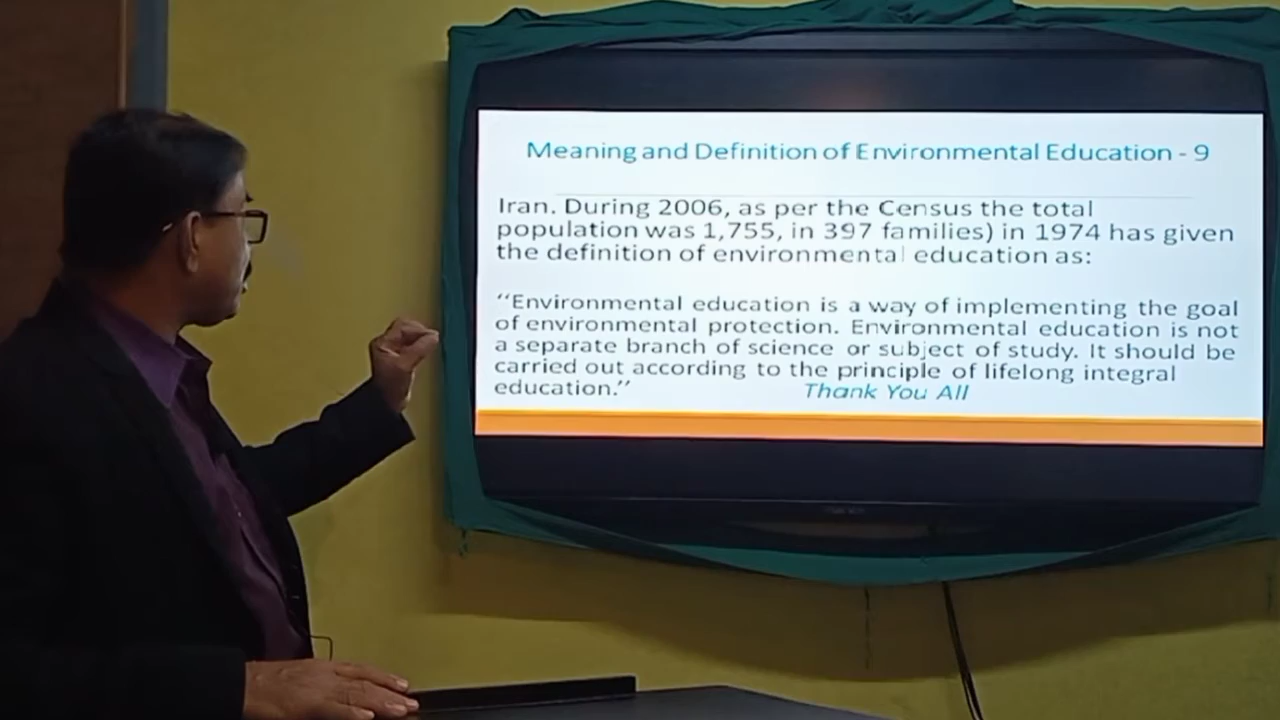 Meaning and Definition of Environmental Education - 9
Iran. During 2006, as per the Census the total
population was 1,755, in 397 families) in 1974 has given
the definition of environmental education as:
“Environmental education is a way of implementing the goal
of environmental protection. Environmental education is not
a separate branch of science or subject of study. It should be
carried out according to the principle of lifelong integral
education.”
Thank You All